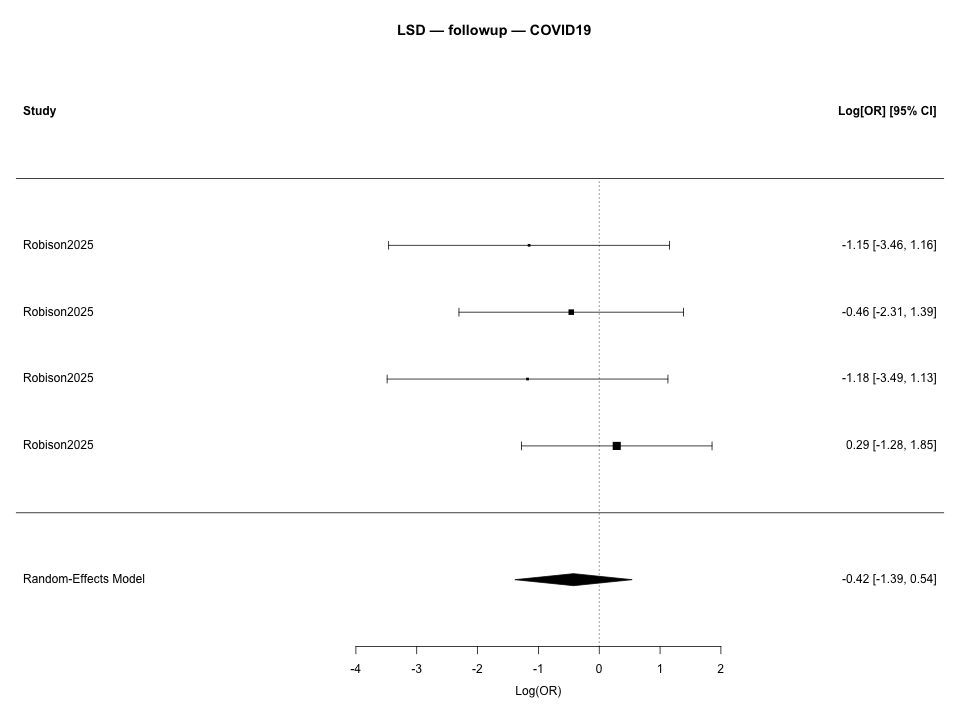 LSD — followup — COVID19
Study Log[OR] [95% CI]
Robison2025 -1.15 [-3.46, 1.16]
Robison2025 -0.46 [-2.31, 1.39]
Robison2025 -1.18 [-3.49, 1.13]
Robison2025 0.29 [-1.28, 1.85]
Random-Effects Model -0.42 [-1.39, 0.54]
-4 -3 -2 -1 0 1 2
Log(OR)